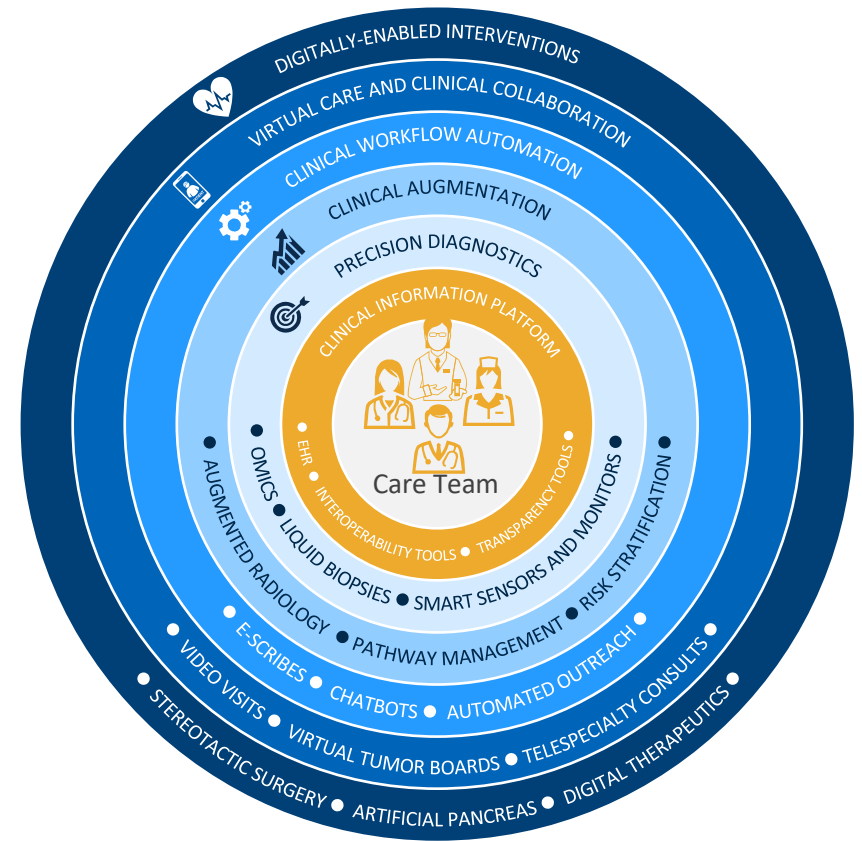 DIGITALLY-ENABLED INTERVENTIONS
VIRTUAL CARE AND CLINICAL COLLABORATION
CLINICAL WORKFLOW AUTOMATION
CLINICAL AUGMENTATION
PRECISION DIAGNOSTICS
CLINICAL INFORMATION PLATFORM
Care Team
● EHR ● INTEROPERABILITY TOOLS ● TRANSPARENCY TOOLS ●
● OMICS ● LIQUID BIOPSIES ● SMART SENSORS AND MONITORS ●
● AUGMENTED RADIOLOGY ● PATHWAY MANAGEMENT ● RISK STRATIFICATION ●
● E-SCRIBES ● CHATBOTS ● AUTOMATED OUTREACH ●
● VIDEO VISITS ● VIRTUAL TUMOR BOARDS ● TELESPECIALTY CONSULTS ●
● STEREOTACTIC SURGERY ● ARTIFICIAL PANCREAS ● DIGITAL THERAPEUTICS ●